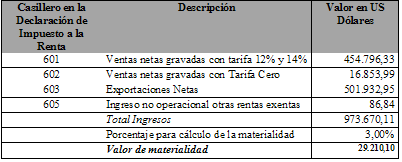 Casillero en la Declaración de Impuesto a la Renta
Descripción
Valor en US Dólares
601 Ventas netas gravadas con tarifa 12% y 14% 454.796,33
602 Ventas netas gravadas con Tarifa Cero 16.853,99
603 Exportaciones Netas 501.932,95
605 Ingreso no operacional otras rentas exentas 86,84
Total Ingresos 973.670,11
Porcentaje para cálculo de la materialidad 3,00%
Valor de materialidad 29.210,10